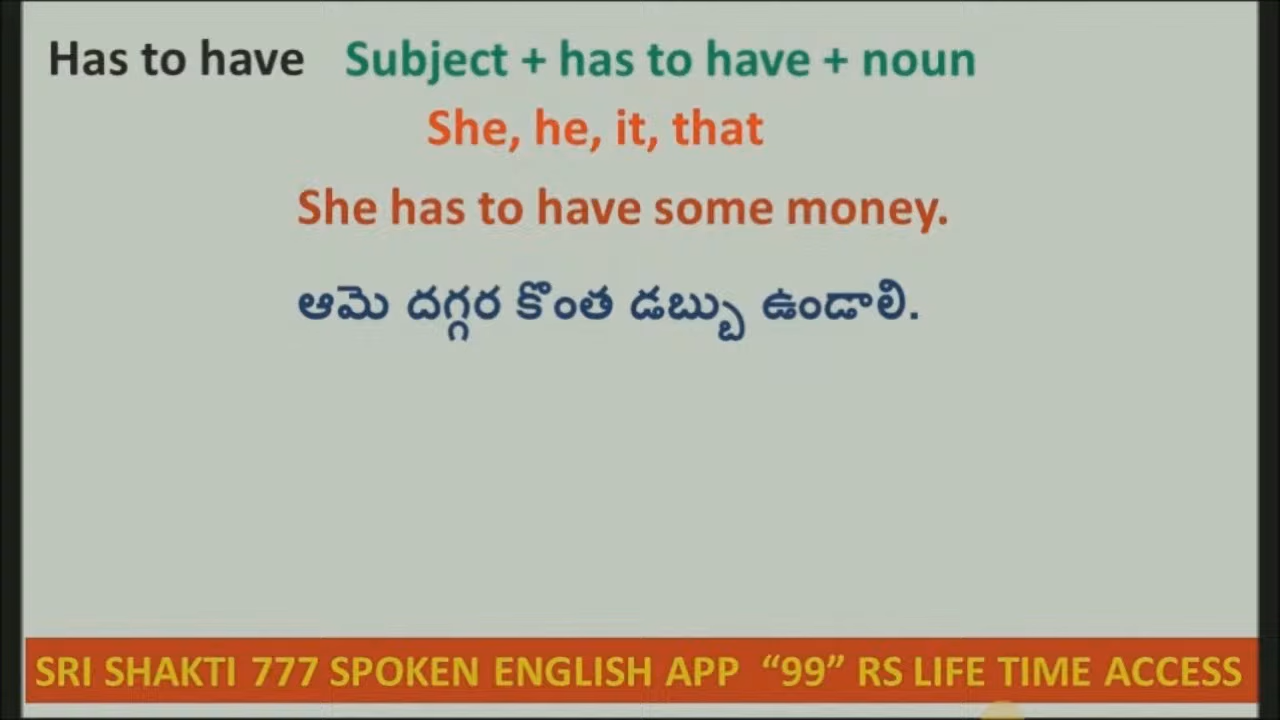 Has to have Subject + has to have + noun
She, he, it, that
She has to have some money.
ఆమె దగ్గర కొంత డబ్బు ఉండాలి.
SRI SHAKTI 777 SPOKEN ENGLISH APP “99” RS LIFE TIME ACCESS